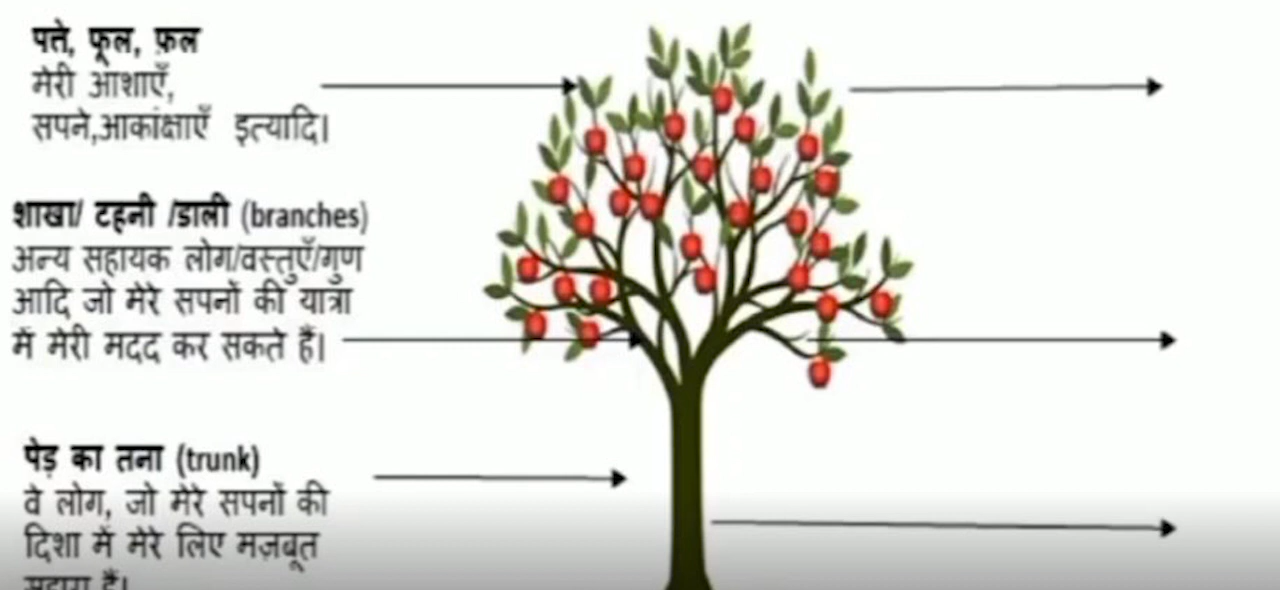 पत्ते, फूल, फ़ल
मेरी आशाएँ,
सपने,आकांक्षाएँ इत्यादि।
शाखा/ टहनी /डाली (branches)
अन्य सहायक लोग/वस्तुएँ/गुण
आदि जो मेरे सपनों की यात्रा
में मेरी मदद कर सकते हैं।
पेड़ का तना (trunk)
वे लोग, जो मेरे सपनों की
दिशा में मेरे लिए मज़बूत
हैं।